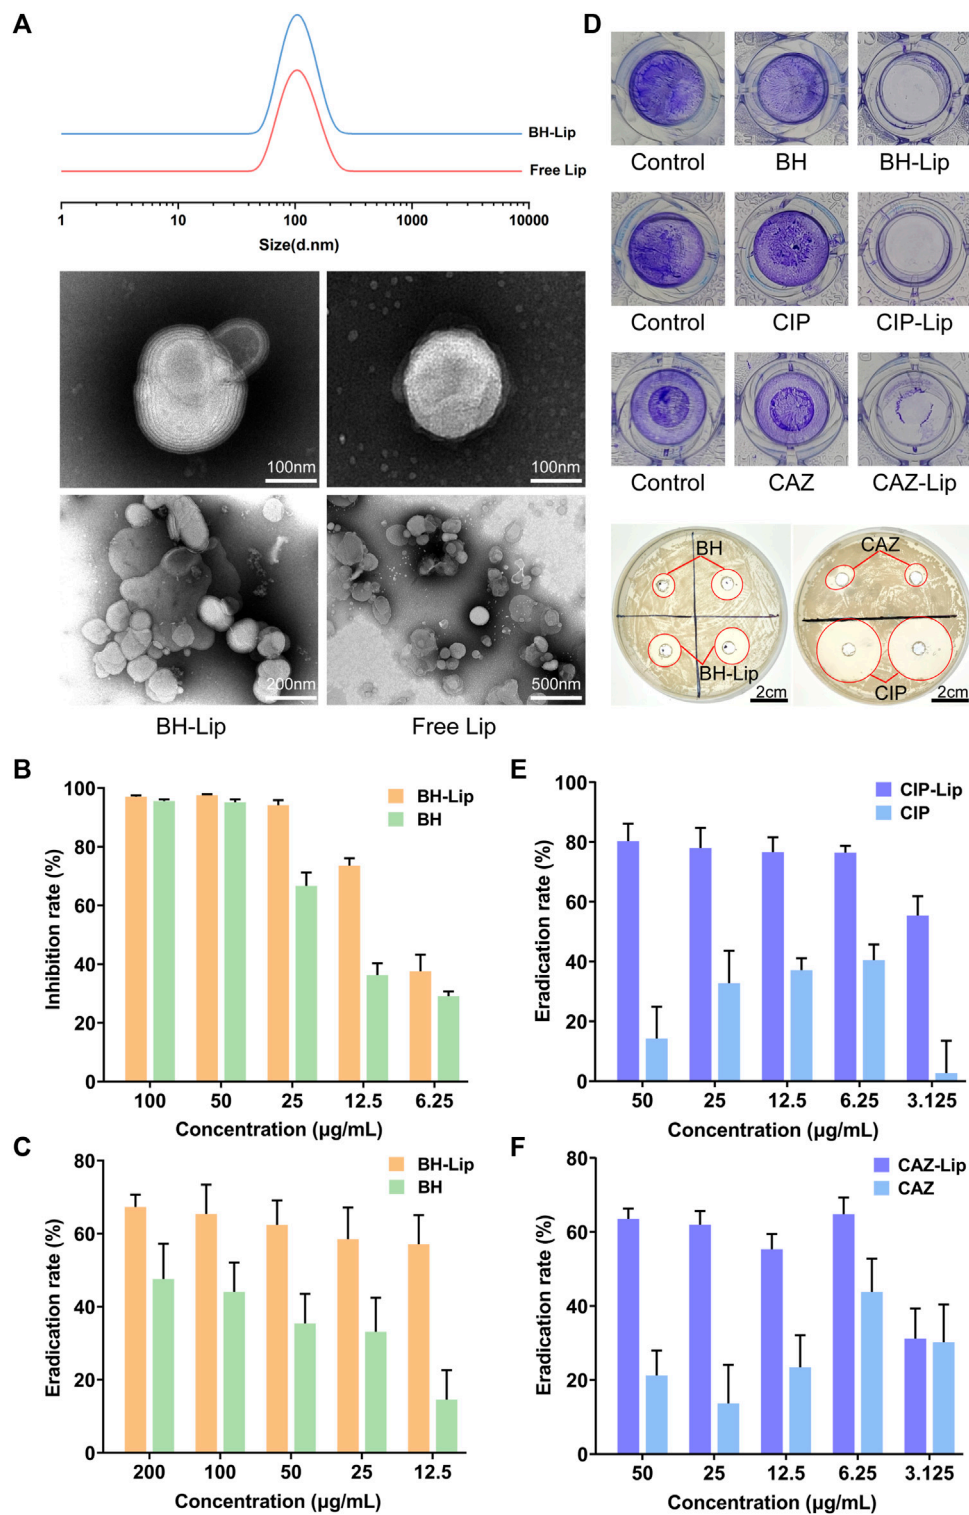 A
BH-Lip
Free Lip
1 10 100 1000 10000
Size(d.nm)
100nm
100nm
200nm
500nm
BH-Lip
Free Lip
D
Control
BH
BH-Lip
Control
CIP
CIP-Lip
Control
CAZ
CAZ-Lip
BH
BH-Lip
2cm
CAZ
CIP
2cm
B
Inhibition rate (%)
100
80
60
40
20
0
BH-Lip
BH
100 50 25 12.5 6.25
Concentration (µg/mL)
E
Eradication rate (%)
100
80
60
40
20
0
CIP-Lip
CIP
50 25 12.5 6.25 3.125
Concentration (µg/mL)
C
Eradication rate (%)
80
60
40
20
0
BH-Lip
BH
200 100 50 25 12.5
Concentration (µg/mL)
F
Eradication rate (%)
80
60
40
20
0
CAZ-Lip
CAZ
50 25 12.5 6.25 3.125
Concentration (µg/mL)